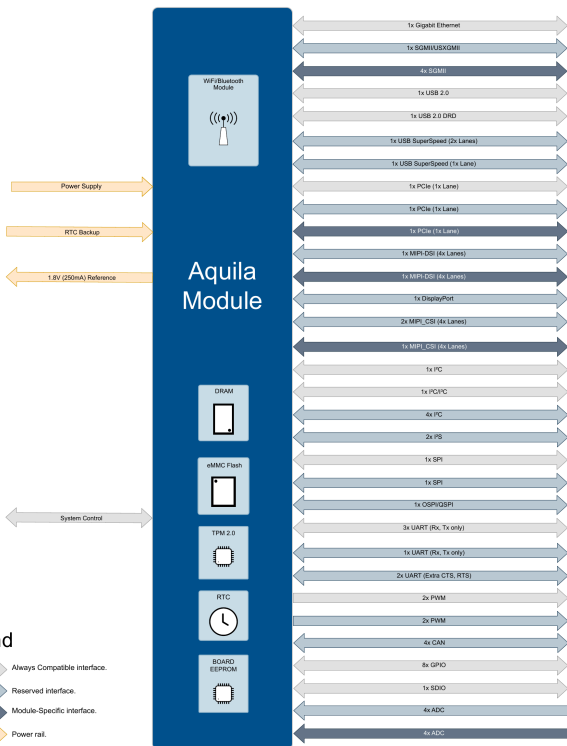 1x Gigabit Ethernet
1x SGMII/USXGMII
4x SGMII
WiFi/Bluetooth
Module
1x USB 2.0
1x USB 2.0 DRD
1x USB SuperSpeed (2x Lanes)
1x USB SuperSpeed (1x Lane)
Power Supply
1x PCIe (1x Lane)
1x PCIe (1x Lane)
RTC Backup
1x PCIe (1x Lane)
1x MIPI-DSI (4x Lanes)
1.8V (250mA) Reference
Aquila
Module
1x MIPI-DSI (4x Lanes)
1x DisplayPort
2x MIPI_CSI (4x Lanes)
1x MIPI_CSI (4x Lanes)
1x I²C
DRAM
1x I²C/I³C
4x I²C
2x I²S
1x SPI
eMMC Flash
1x SPI
1x OSPI/QSPI
System Control
3x UART (Rx, Tx only)
TPM 2.0
1x UART (Rx, Tx only)
2x UART (Extra CTS, RTS)
RTC
2x PWM
2x PWM
4x CAN
nd
BOARD
EEPROM
8x GPIO
Always Compatible interface.
1x SDIO
Reserved interface.
4x ADC
Module-Specific interface.
4x ADC
Power rail.